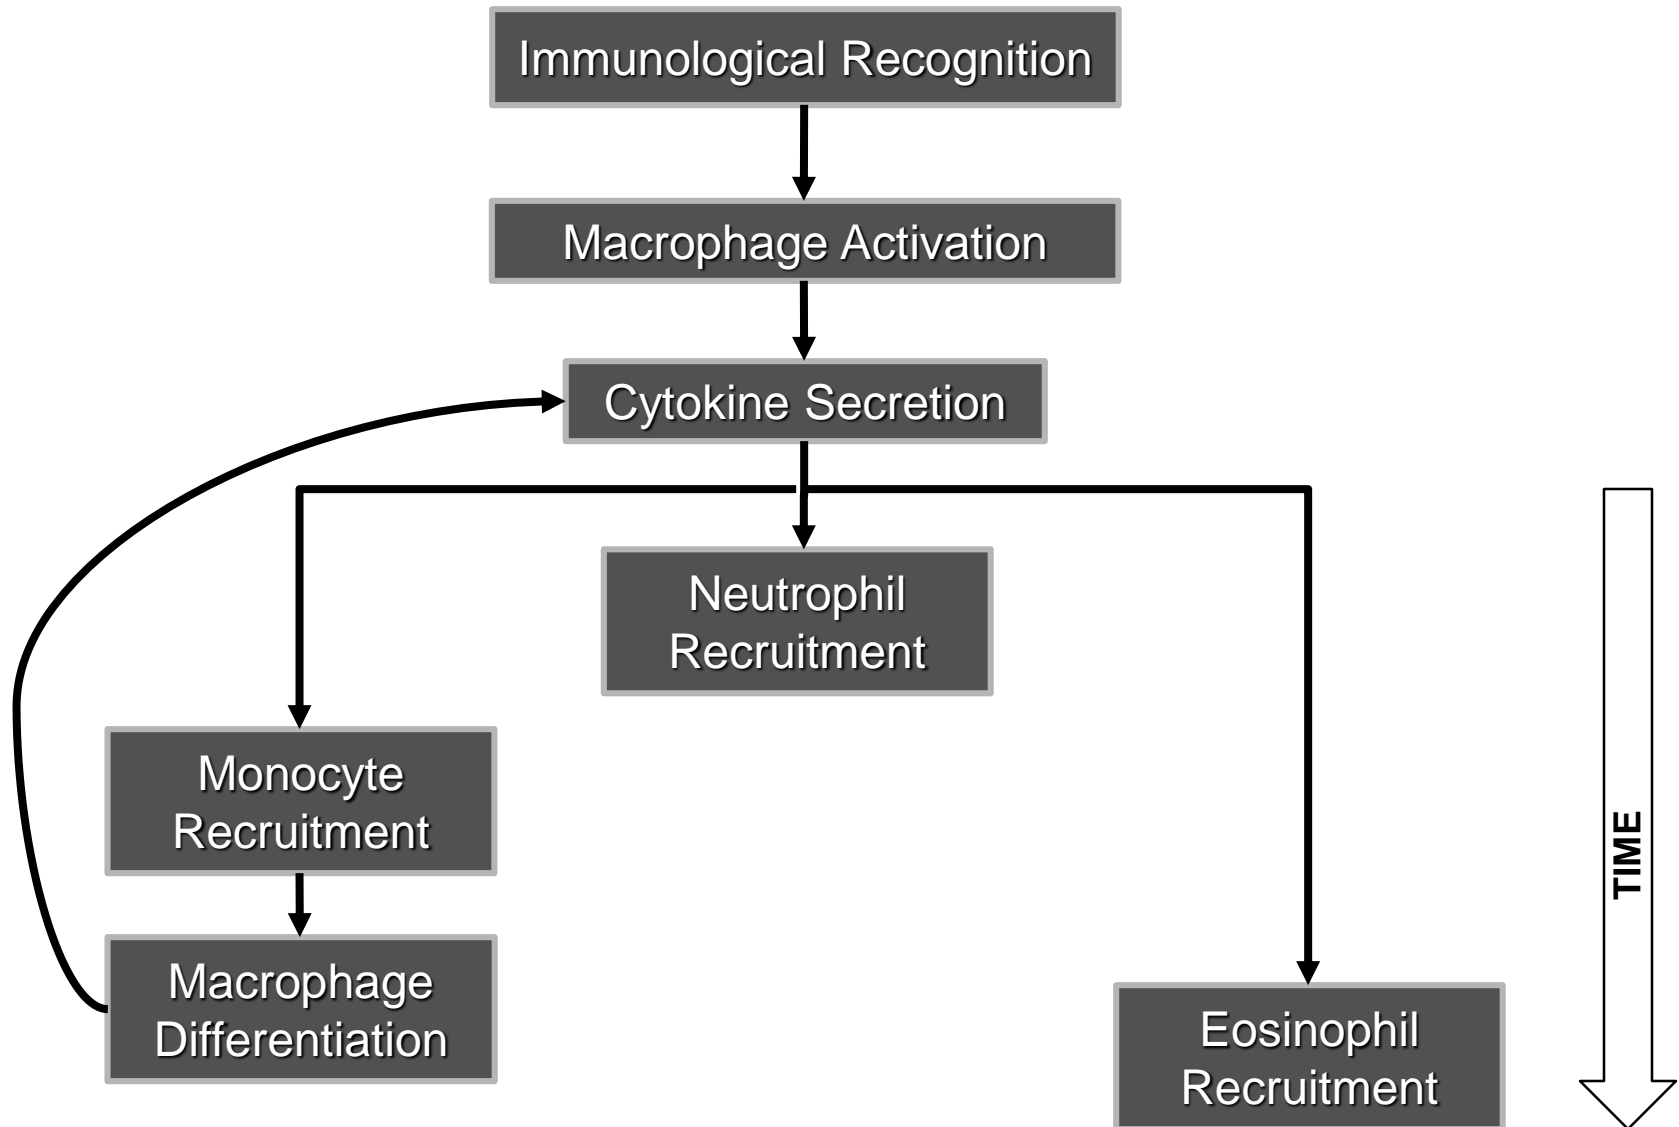 Immunological Recognition
Macrophage Activation
Cytokine Secretion
Neutrophil
Recruitment
Monocyte
Recruitment
TIME
Macrophage
Differentiation
Eosinophil
Recruitment